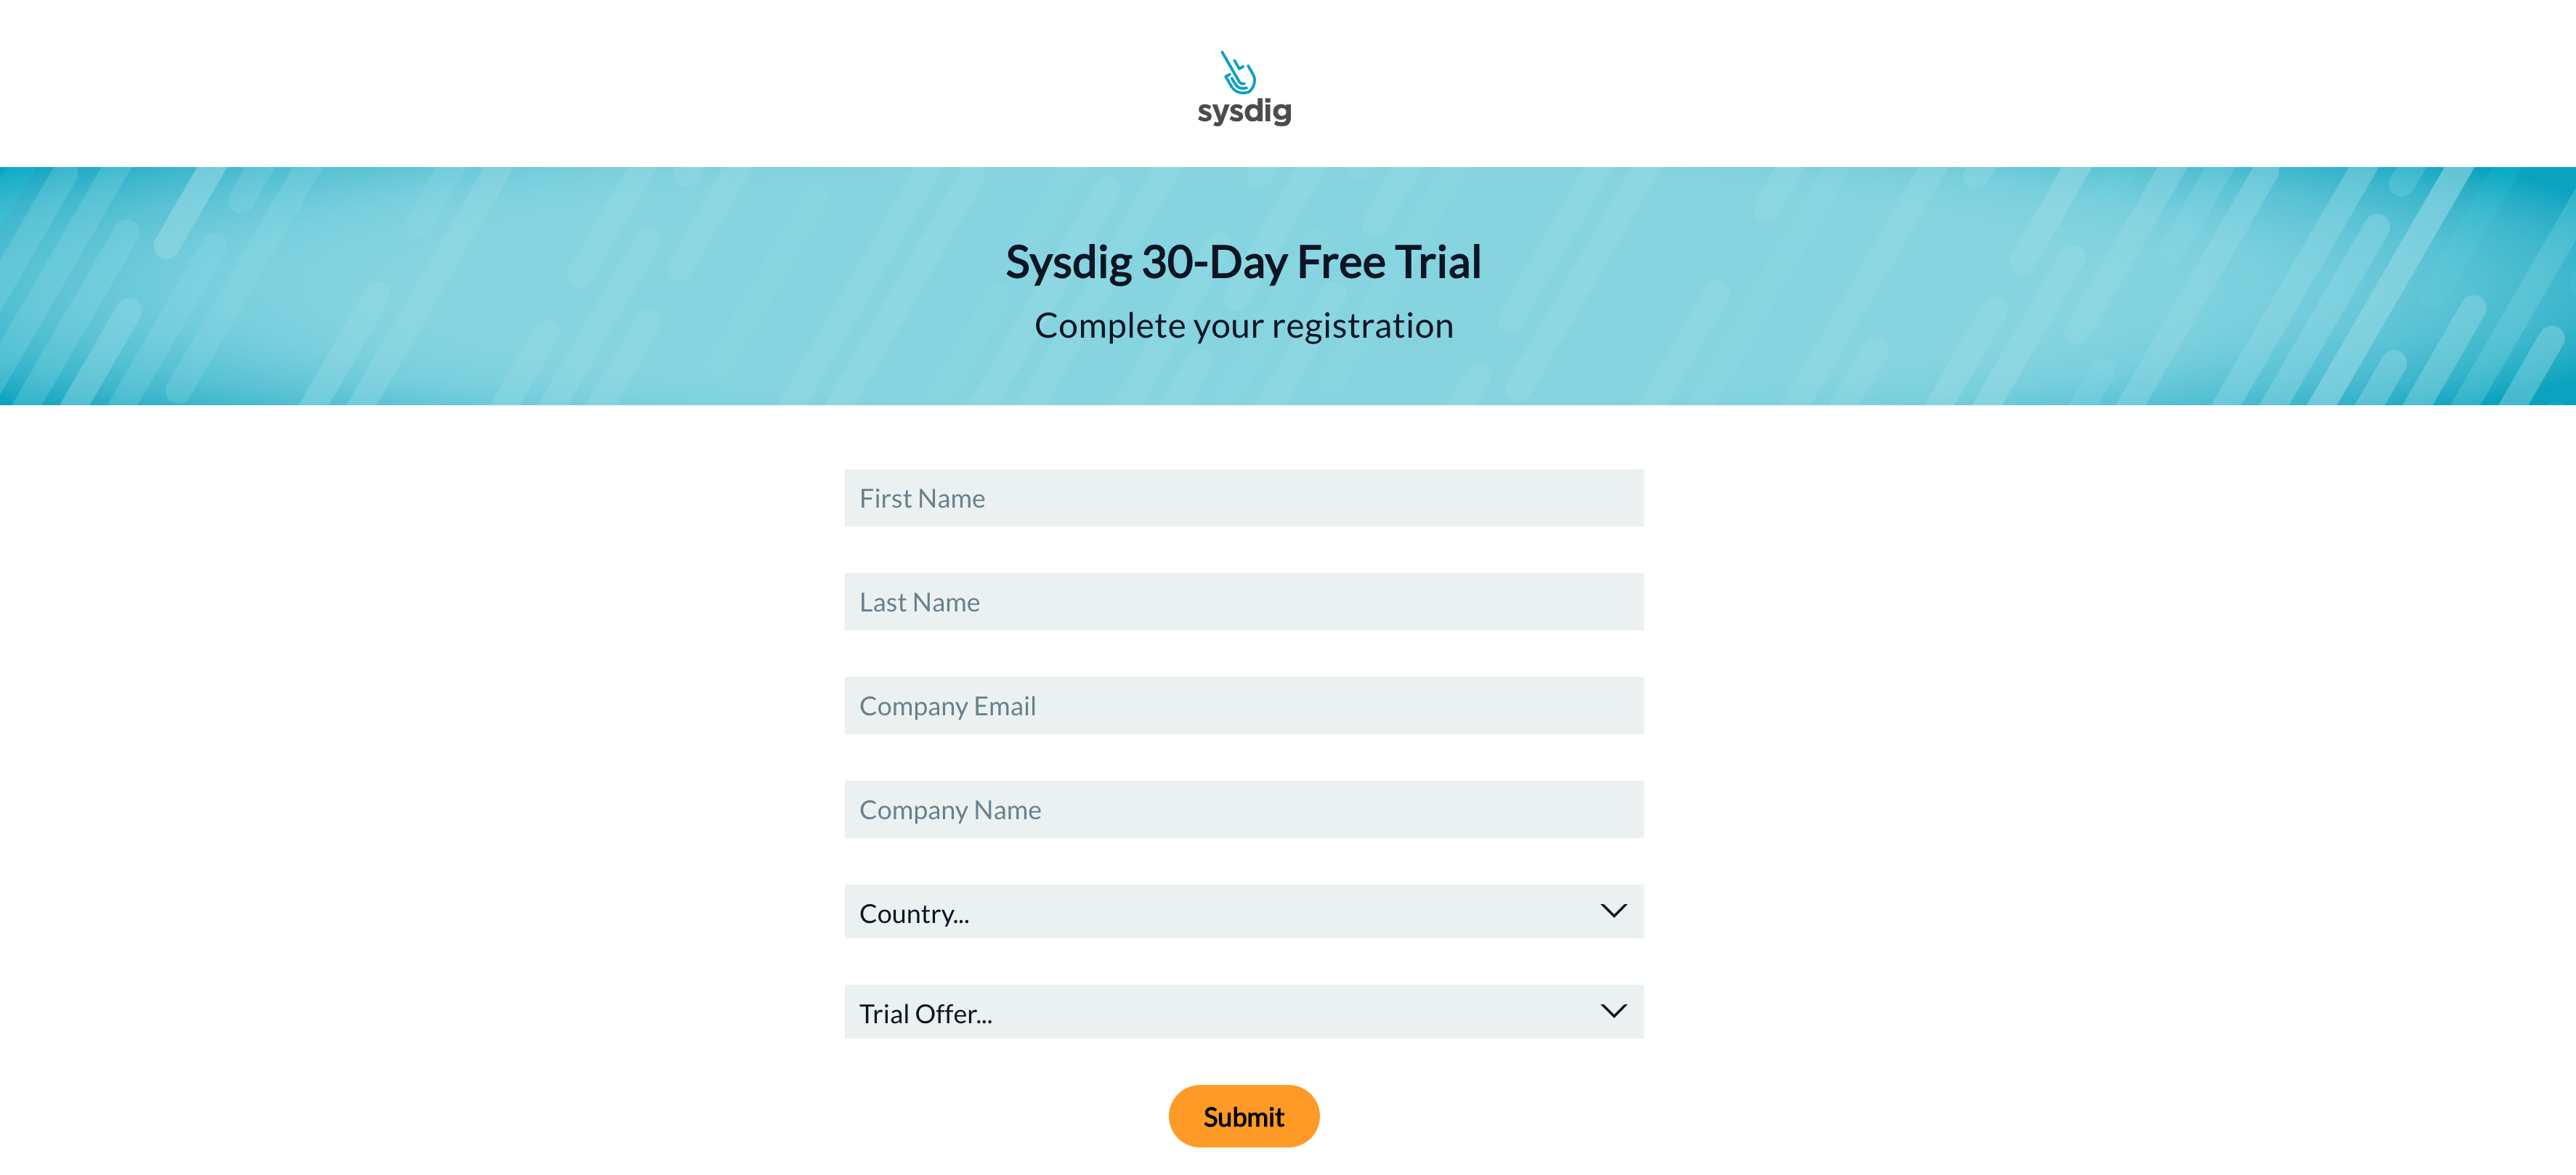 sysdig
Sysdig 30-Day Free Trial
Complete your registration
First Name
Last Name
Company Email
Company Name
Country...
Trial Offer...
Submit